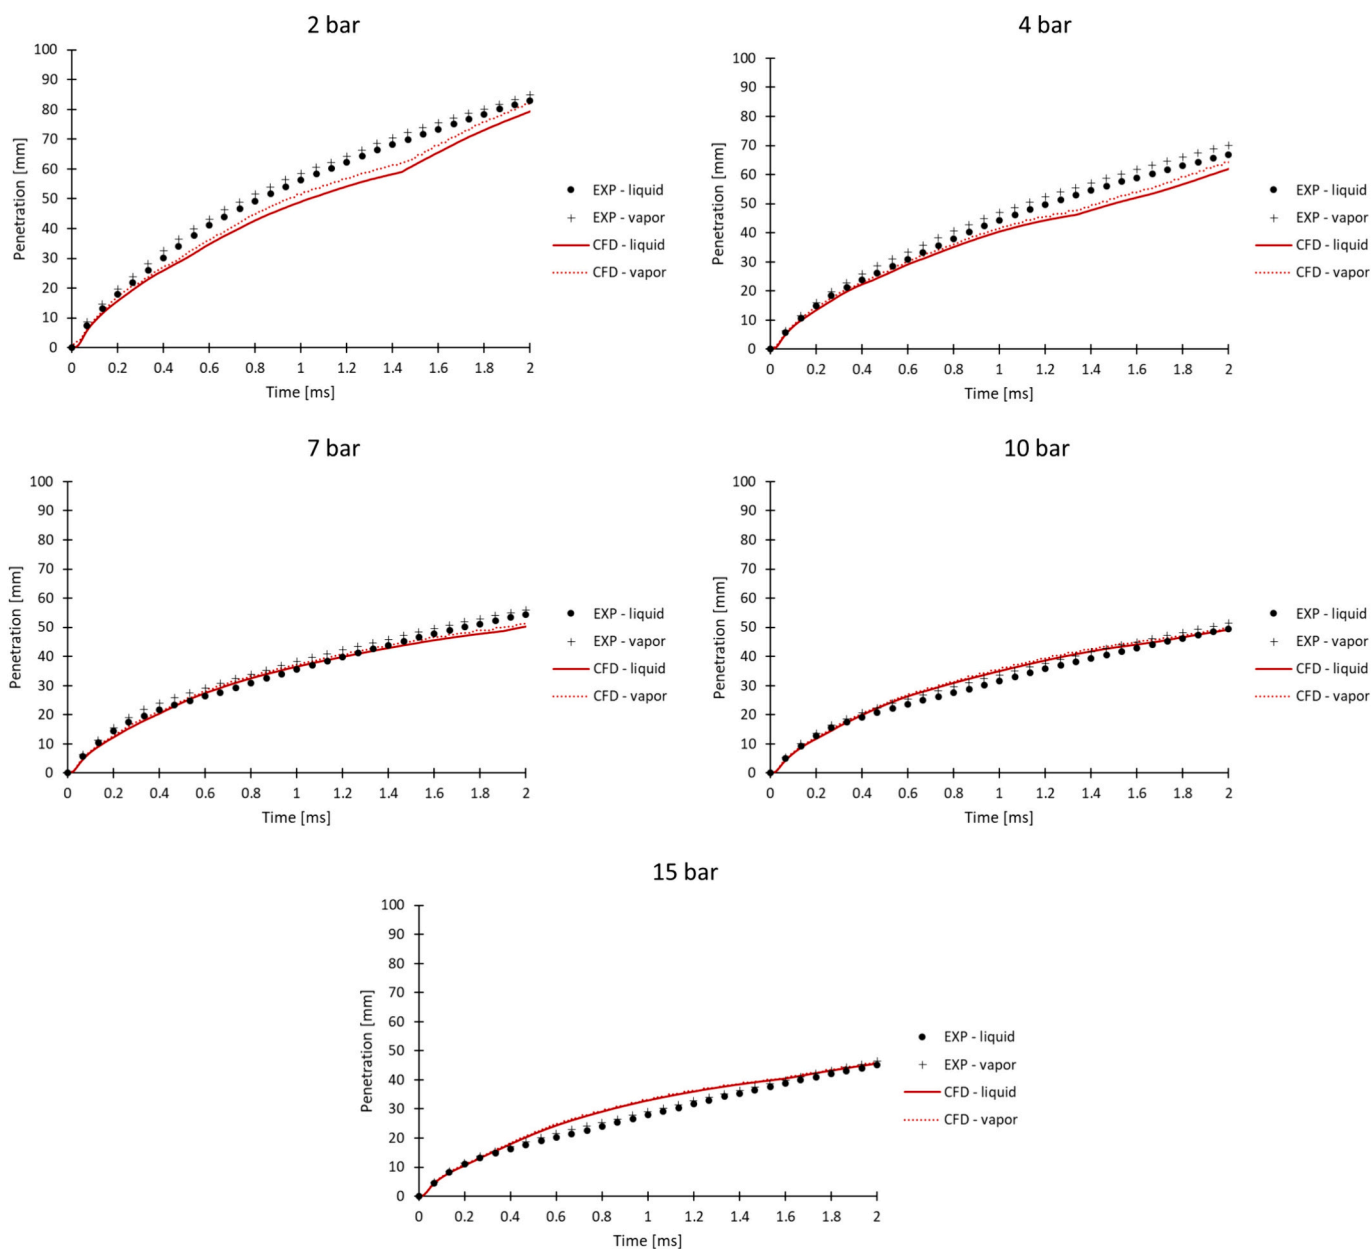 2 bar
100
90
80
70
60
50
40
30
20
10
0
Penetration [mm]
0 0.2 0.4 0.6 0.8 1 1.2 1.4 1.6 1.8 2
Time [ms]
EXP - liquid
EXP - vapor
CFD - liquid
CFD - vapor
4 bar
100
90
80
70
60
50
40
30
20
10
0
Penetration [mm]
0 0.2 0.4 0.6 0.8 1 1.2 1.4 1.6 1.8 2
Time [ms]
EXP - liquid
EXP - vapor
CFD - liquid
CFD - vapor
7 bar
100
90
80
70
60
50
40
30
20
10
0
Penetration [mm]
0 0.2 0.4 0.6 0.8 1 1.2 1.4 1.6 1.8 2
Time [ms]
EXP - liquid
EXP - vapor
CFD - liquid
CFD - vapor
10 bar
100
90
80
70
60
50
40
30
20
10
0
Penetration [mm]
0 0.2 0.4 0.6 0.8 1 1.2 1.4 1.6 1.8 2
Time [ms]
EXP - liquid
EXP - vapor
CFD - liquid
CFD - vapor
15 bar
100
90
80
70
60
50
40
30
20
10
0
Penetration [mm]
0 0.2 0.4 0.6 0.8 1 1.2 1.4 1.6 1.8 2
Time [ms]
EXP - liquid
EXP - vapor
CFD - liquid
CFD - vapor